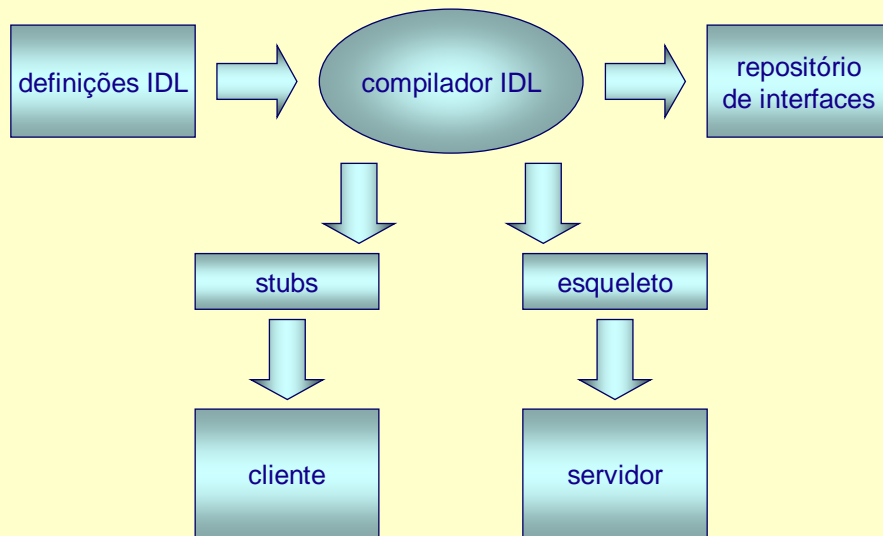 definições IDL
compilador IDL
repositório
de interfaces
stubs
esqueleto
cliente
servidor